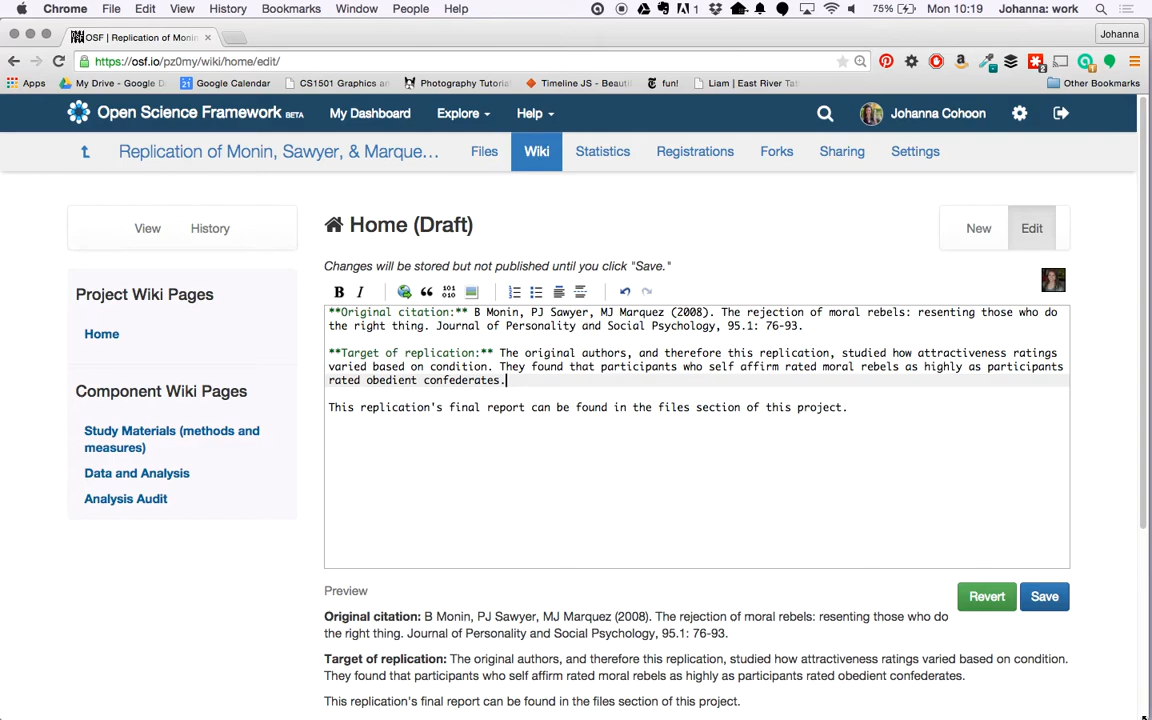 Chrome File Edit View History Bookmarks Window People Help 1 75% Mon 10:19 Johanna: work
OSF | Replication of Monin, Johanna
https://osf.io/pz0my/wiki/home/edit/
Apps My Drive - Google D 21 Google Calendar CS1501 Graphics an Photography Tutorial Timeline JS - Beauti fun! Liam | East River Tat Other Bookmarks
Open Science Framework BETA My Dashboard Explore Help Johanna Cohoon
Replication of Monin, Sawyer, & Marque... Files Wiki Statistics Registrations Forks Sharing Settings
View History Home (Draft) New Edit
Changes will be stored but not published until you click "Save."
B I
Project Wiki Pages
Home
Component Wiki Pages
Study Materials (methods and
measures)
Data and Analysis
Analysis Audit
**Original citation:** B Monin, PJ Sawyer, MJ Marquez (2008). The rejection of moral rebels: resenting those who do
the right thing. Journal of Personality and Social Psychology, 95.1: 76-93.
**Target of replication:** The original authors, and therefore this replication, studied how attractiveness ratings
varied based on condition. They found that participants who self affirm rated moral rebels as highly as participants
rated obedient confederates.
This replication's final report can be found in the files section of this project.
Preview Revert Save
Original citation: B Monin, PJ Sawyer, MJ Marquez (2008). The rejection of moral rebels: resenting those who do
the right thing. Journal of Personality and Social Psychology, 95.1: 76-93.
Target of replication: The original authors, and therefore this replication, studied how attractiveness ratings varied based on condition.
They found that participants who self affirm rated moral rebels as highly as participants rated obedient confederates.
This replication's final report can be found in the files section of this project.